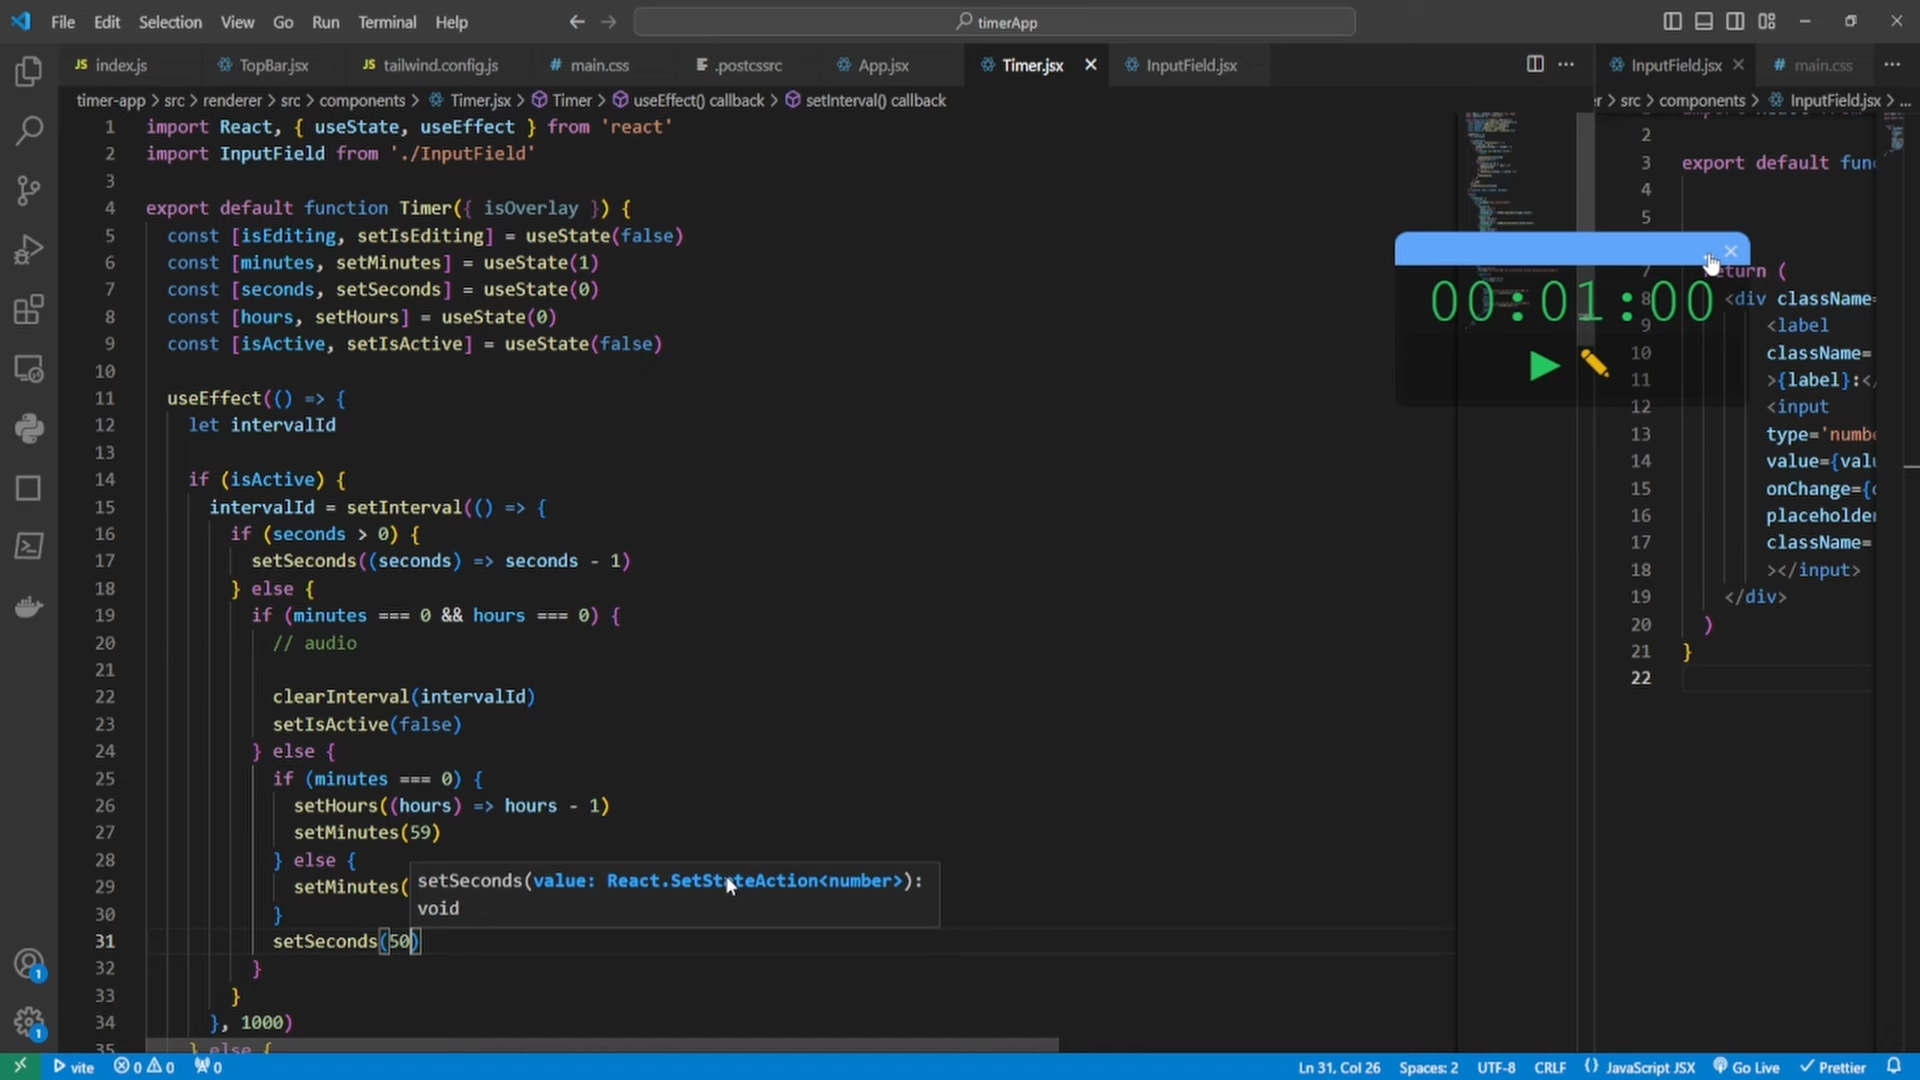 File Edit Selection View Go Run Terminal Help
timerApp
JS index.js TopBar.jsx JS tailwind.config.js # main.css .postcssrc App.jsx Timer.jsx InputField.jsx
InputField.jsx # main.css
timer-app > src > renderer > src > components > Timer.jsx > Timer > useEffect() callback > setInterval() callback
r > src > components > InputField.jsx > ...
1 import React, { useState, useEffect } from 'react'
2 import InputField from './InputField'
3
4 export default function Timer({ isOverlay }) {
5 const [isEditing, setIsEditing] = useState(false)
6 const [minutes, setMinutes] = useState(1)
7 const [seconds, setSeconds] = useState(0)
8 const [hours, setHours] = useState(0)
9 const [isActive, setIsActive] = useState(false)
10
11 useEffect(() => {
12 let intervalId
13
14 if (isActive) {
15 intervalId = setInterval(() => {
16 if (seconds > 0) {
17 setSeconds((seconds) => seconds - 1)
18 } else {
19 if (minutes === 0 && hours === 0) {
20 // audio
21
22 clearInterval(intervalId)
23 setIsActive(false)
24 } else {
25 if (minutes === 0) {
26 setHours((hours) => hours - 1)
27 setMinutes(59)
28 } else {
29 setMinutes(
30 }
31 setSeconds(50)
32 }
33 }
34 }, 1000)
35 } else {
setSeconds(value: React.SetStateAction<number>):
void
2
3 export default func
4
5
7 return (
8 <div className=
9 <label
10 className=
11 >{label}:</
12 <input
13 type='numbe
14 value={valu
15 onChange={c
16 placeholder
17 className=
18 ></input>
19 </div>
20 )
21 }
22
00:01:00
1
1
vite 0 0 0
Ln 31, Col 26 Spaces: 2 UTF-8 CRLF {} JavaScript JSX Go Live Prettier